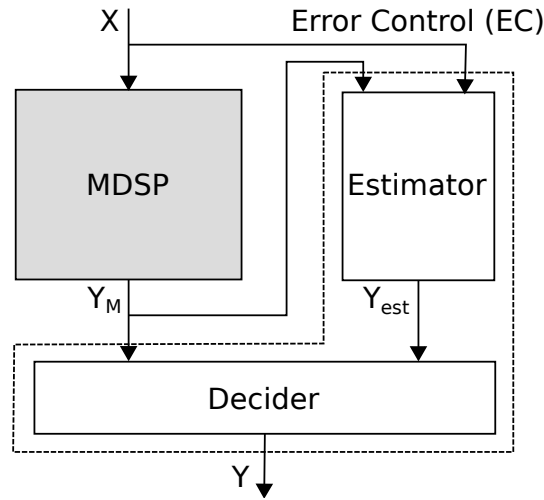 X
Error Control (EC)
MDSP
Estimator
Y_M
Y_est
Decider
Y